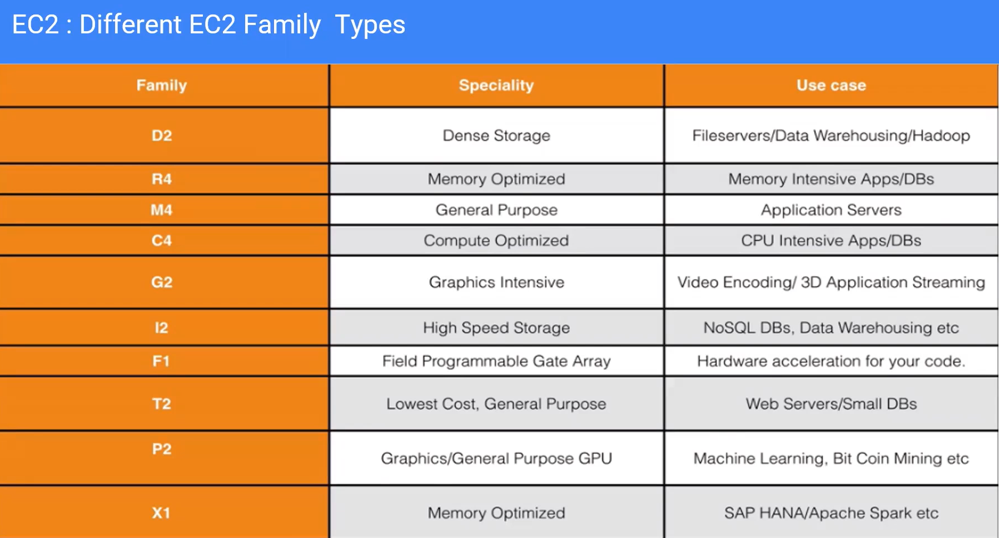 EC2 : Different EC2 Family Types
Family Speciality Use case
D2 Dense Storage Fileservers/Data Warehousing/Hadoop
R4 Memory Optimized Memory Intensive Apps/DBs
M4 General Purpose Application Servers
C4 Compute Optimized CPU Intensive Apps/DBs
G2 Graphics Intensive Video Encoding/ 3D Application Streaming
I2 High Speed Storage NoSQL DBs, Data Warehousing etc
F1 Field Programmable Gate Array Hardware acceleration for your code.
T2 Lowest Cost, General Purpose Web Servers/Small DBs
P2 Graphics/General Purpose GPU Machine Learning, Bit Coin Mining etc
X1 Memory Optimized SAP HANA/Apache Spark etc